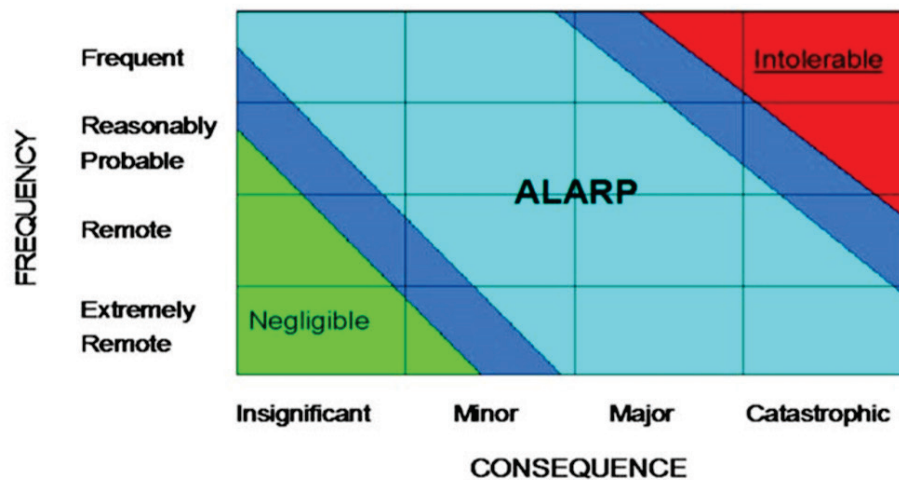 FREQUENCY
Frequent
Reasonably
Probable
Remote
Extremely
Remote
Intolerable
ALARP
Negligible
Insignificant
Minor
Major
Catastrophic
CONSEQUENCE